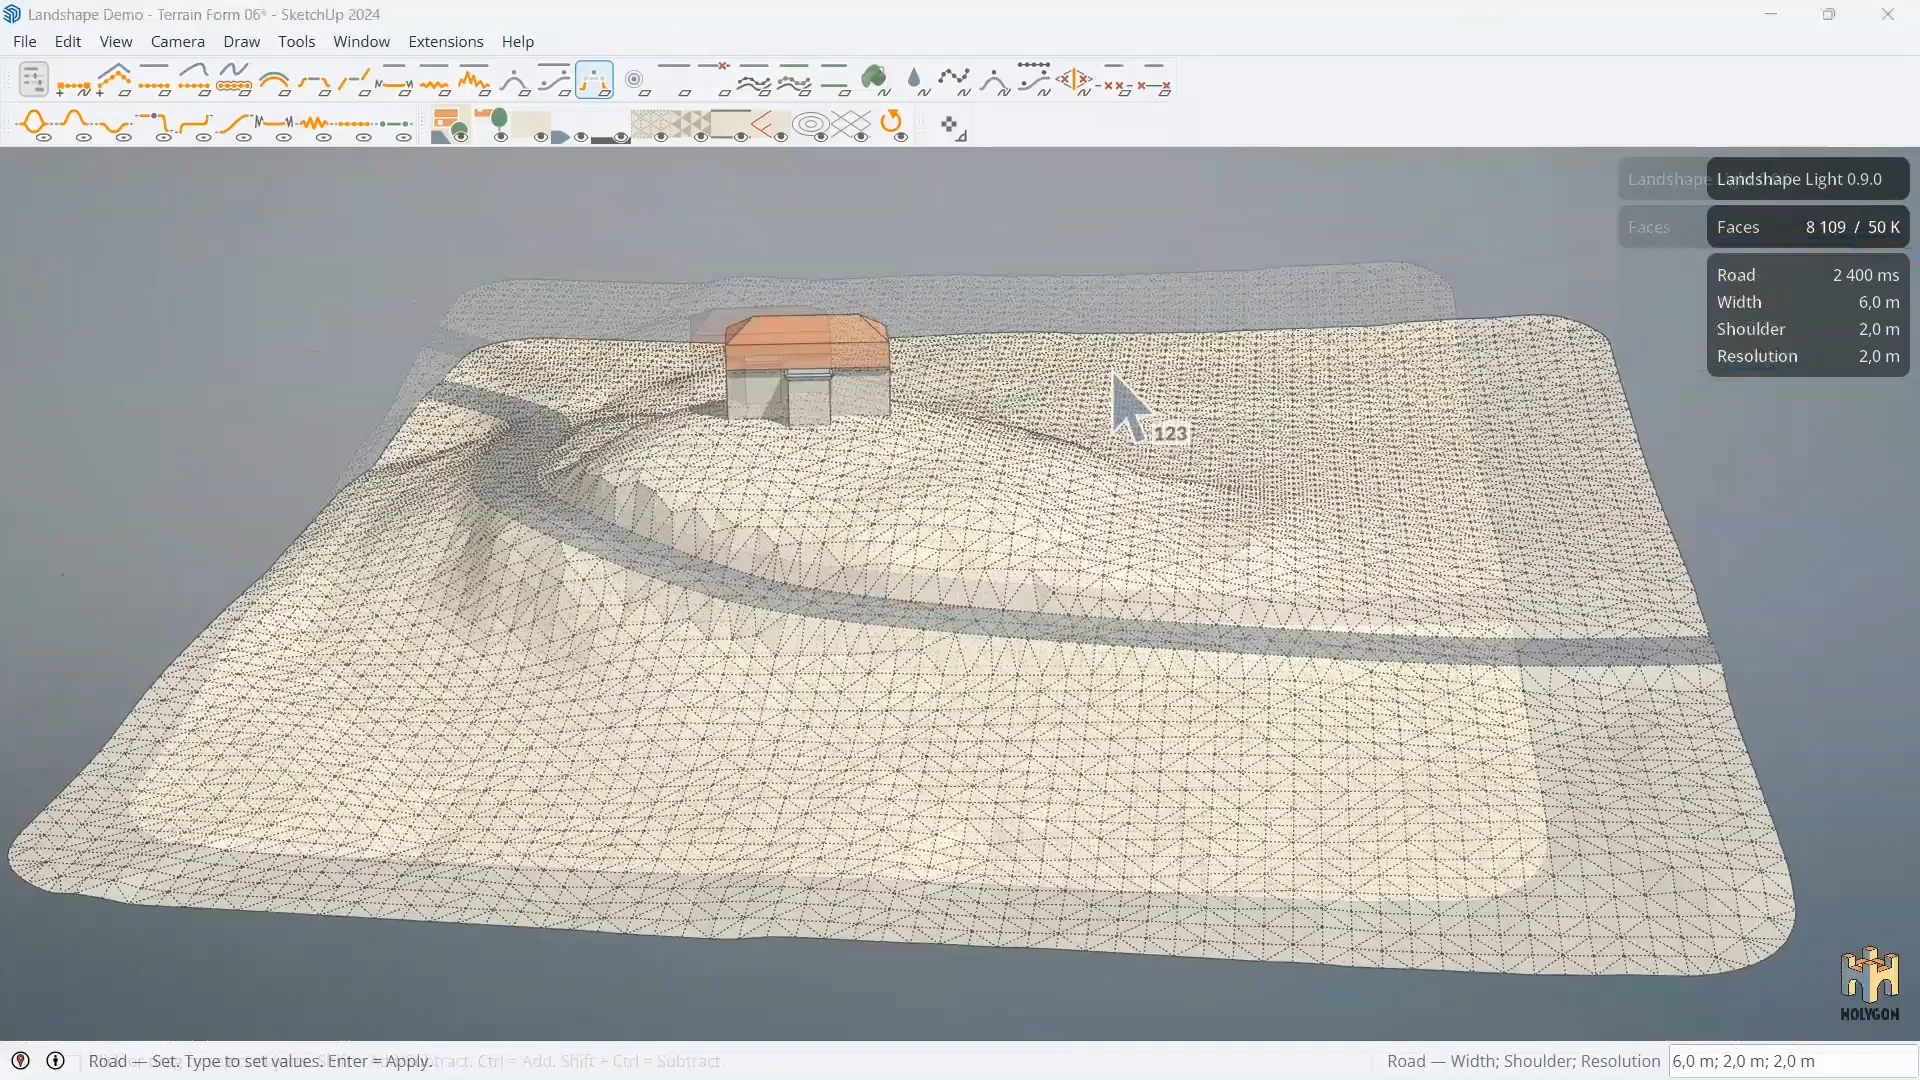 Landshape Demo - Terrain Form 06* - SketchUp 2024
File Edit View Camera Draw Tools Window Extensions Help
Landshape Landshape Light 0.9.0
Faces Faces 8 109 / 50 K
Road 2 400 ms
Width 6,0 m
Shoulder 2,0 m
Resolution 2,0 m
123
HOLYGON
Road — Set. Type to set values. Enter = Apply. Ctrl = Add. Shift + Ctrl = Subtract.
Road — Width; Shoulder; Resolution 6,0 m; 2,0 m; 2,0 m